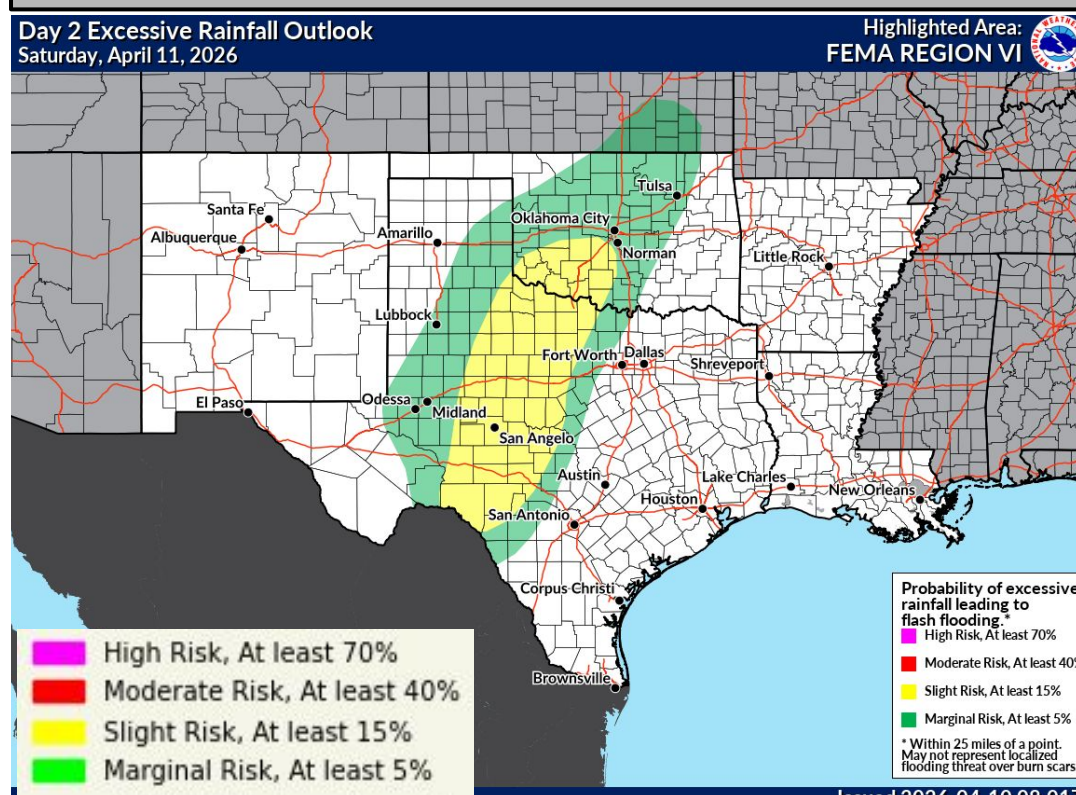 Day 2 Excessive Rainfall Outlook
Saturday, April 11, 2026
Highlighted Area:
FEMA REGION VI
Tulsa
Santa Fe
Oklahoma City
Albuquerque
Amarillo
Norman
Little Rock
Lubbock
Fort Worth
Dallas
Shreveport
El Paso
Odessa
Midland
San Angelo
Austin
Lake Charles
Houston
New Orleans
San Antonio
Corpus Christi
Brownsville
Probability of excessive
rainfall leading to
flash flooding.*
High Risk, At least 70%
Moderate Risk, At least 40%
Slight Risk, At least 15%
Marginal Risk, At least 5%
* Within 25 miles of a point.
May not represent localized
flooding threat over burn scars
High Risk, At least 70%
Moderate Risk, At least 40%
Slight Risk, At least 15%
Marginal Risk, At least 5%